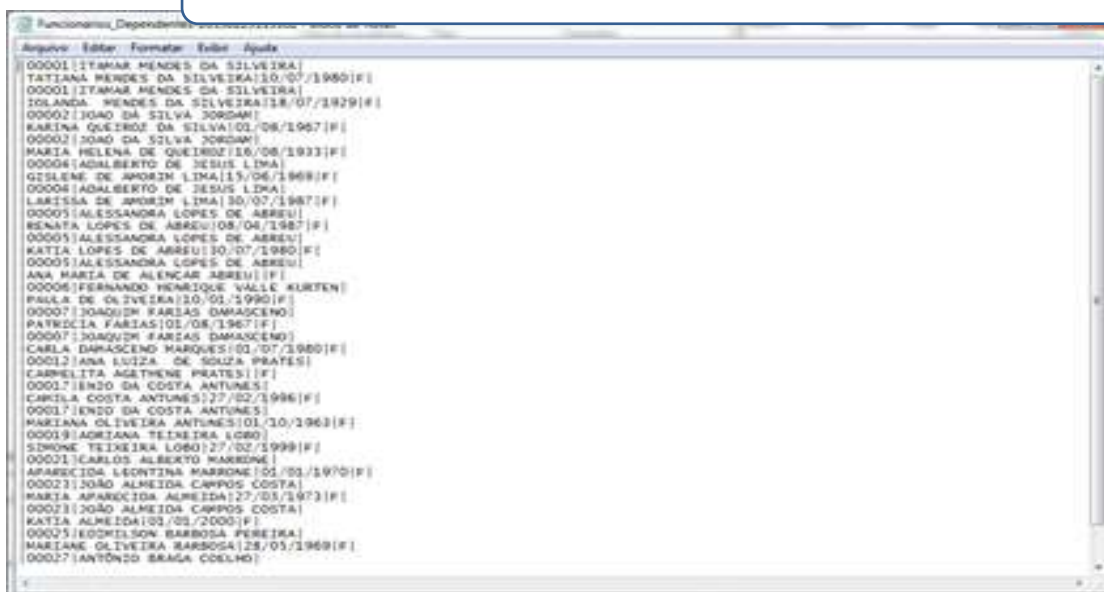 Arquivo Editar Formatar Exibir Ajuda
00001|ITAMAR MENDES DA SILVEIRA|
TATIANA MENDES DA SILVEIRA|10/07/1980|F|
00001|ITAMAR MENDES DA SILVEIRA|
IOLANDA  MENDES DA SILVEIRA|18/07/1929|F|
00002|JOAO DA SILVA JORDAM|
KARINA QUEIROZ DA SILVA|01/08/1967|F|
00002|JOAO DA SILVA JORDAM|
MARIA HELENA DE QUEIROZ|16/08/1933|F|
00004|ADALBERTO DE JESUS LIMA|
GISLENE DE AMORIM LIMA|15/06/1969|F|
00004|ADALBERTO DE JESUS LIMA|
LARISSA DE AMORIM LIMA|30/07/1987|F|
00005|ALESSANDRA LOPES DE ABREU|
RENATA LOPES DE ABREU|08/04/1987|F|
00005|ALESSANDRA LOPES DE ABREU|
KATIA LOPES DE ABREU|30/07/1980|F|
00005|ALESSANDRA LOPES DE ABREU|
ANA MARIA DE ALENCAR ABREU||F|
00006|FERNANDO HENRIQUE VALLE KURTEN|
PAULA DE OLIVEIRA|10/01/1990|F|
00007|JOAQUIM FARIAS DAMASCENO|
PATRICIA FARIAS|01/08/1967|F|
00007|JOAQUIM FARIAS DAMASCENO|
CARLA DAMASCENO MARQUES|01/07/1980|F|
00012|ANA LUIZA  DE SOUZA PRATES|
CARMELITA AGETHENE PRATES||F|
00017|ENZO DA COSTA ANTUNES|
CAMILA COSTA ANTUNES|27/02/1996|F|
00017|ENZO DA COSTA ANTUNES|
MARIANA OLIVEIRA ANTUNES|01/10/1963|F|
00019|ADRIANA TEIXEIRA LOBO|
SIMONE TEIXEIRA LOBO|27/02/1999|F|
00021|CARLOS ALBERTO MARRONE|
APARECIDA LEONTINA MARRONE|01/01/1970|F|
00023|JOÃO ALMEIDA CAMPOS COSTA|
MARIA APARECIDA ALMEIDA|27/03/1973|F|
00023|JOÃO ALMEIDA CAMPOS COSTA|
KATIA ALMEIDA|01/01/2000|F|
00025|EDIMILSON BARBOSA PEREIRA|
MARIANE OLIVEIRA BARBOSA|28/05/1969|F|
00027|ANTÔNIO BRAGA COELHO|